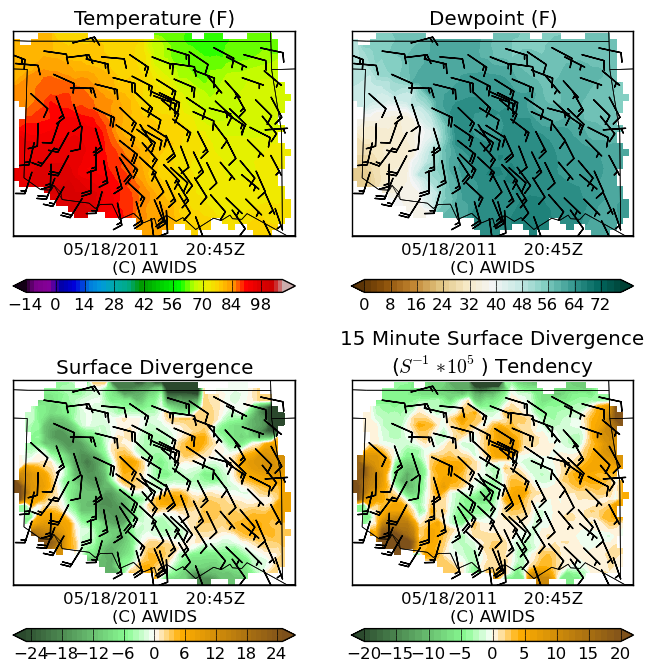 Temperature (F)
Dewpoint (F)
05/18/2011 20:45Z
(C) AWIDS
05/18/2011 20:45Z
(C) AWIDS
−14 0 14 28 42 56 70 84 98
0 8 16 24 32 40 48 56 64 72
Surface Divergence
15 Minute Surface Divergence
(S⁻¹ *10⁵ ) Tendency
05/18/2011 20:45Z
(C) AWIDS
05/18/2011 20:45Z
(C) AWIDS
−24 −18 −12 −6 0 6 12 18 24
−20 −15 −10 −5 0 5 10 15 20